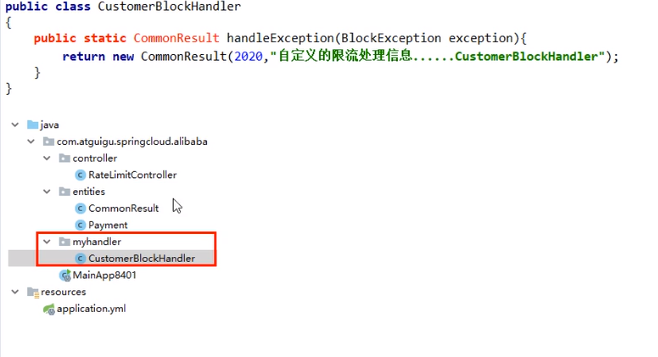 public class CustomerBlockHandler
{
public static CommonResult handleException(BlockException exception){
return new CommonResult(2020,"自定义的限流处理信息......CustomerBlockHandler");
}
}
java
com.atguigu.springcloud.alibaba
controller
RateLimitController
entities
CommonResult
Payment
myhandler
CustomerBlockHandler
MainApp8401
resources
application.yml